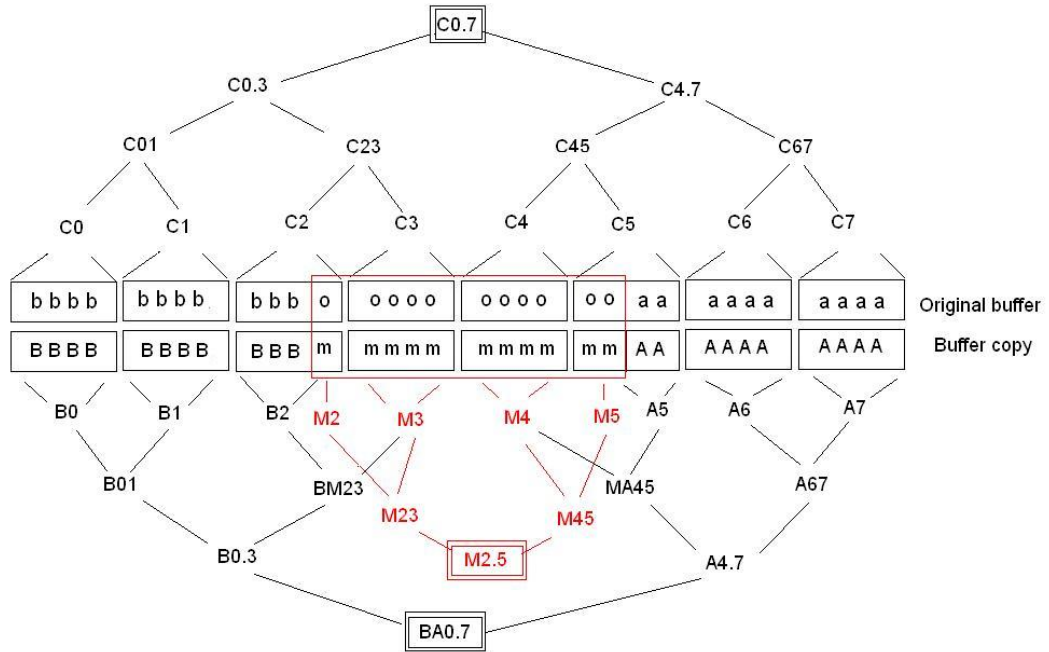 C0.7
C0.3 C4.7
C01 C23 C45 C67
C0 C1 C2 C3 C4 C5 C6 C7
b b b b b b b b b b b o o o o o o o o o o o a a a a a a a a a a Original buffer
B B B B B B B B B B B m m m m m m m m m m m A A A A A A A A A A Buffer copy
B0 B1 B2 M2 M3 M4 M5 A5 A6 A7
B01 BM23 MA45 A67
M23 M45
B0.3 M2.5 A4.7
BA0.7